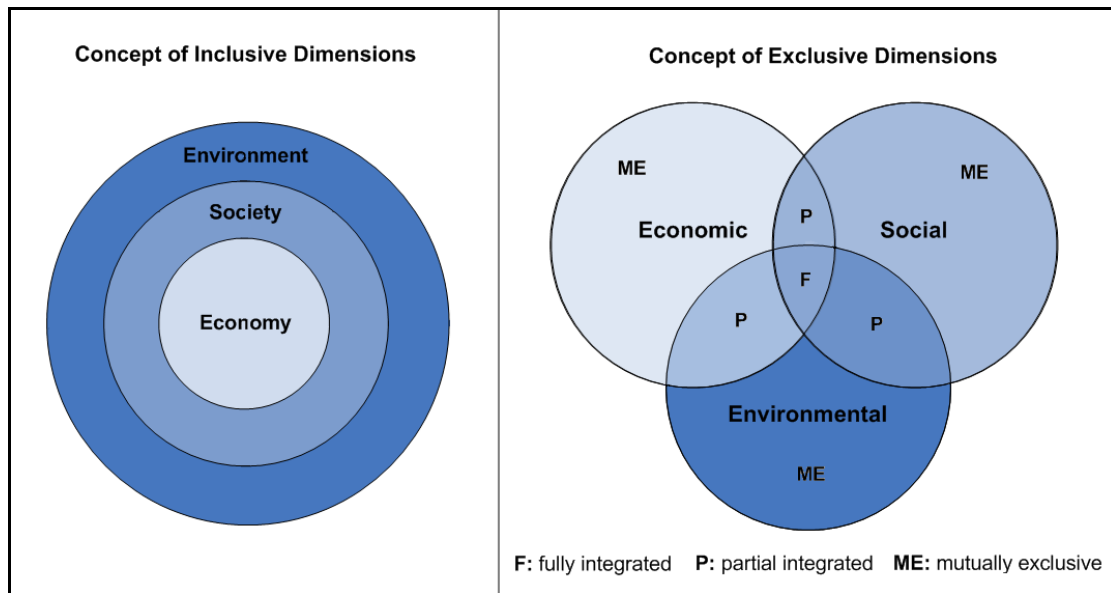 Concept of Inclusive Dimensions
Environment
Society
Economy
Concept of Exclusive Dimensions
ME
ME
P
Economic
Social
F
P
P
Environmental
ME
F: fully integrated P: partial integrated ME: mutually exclusive